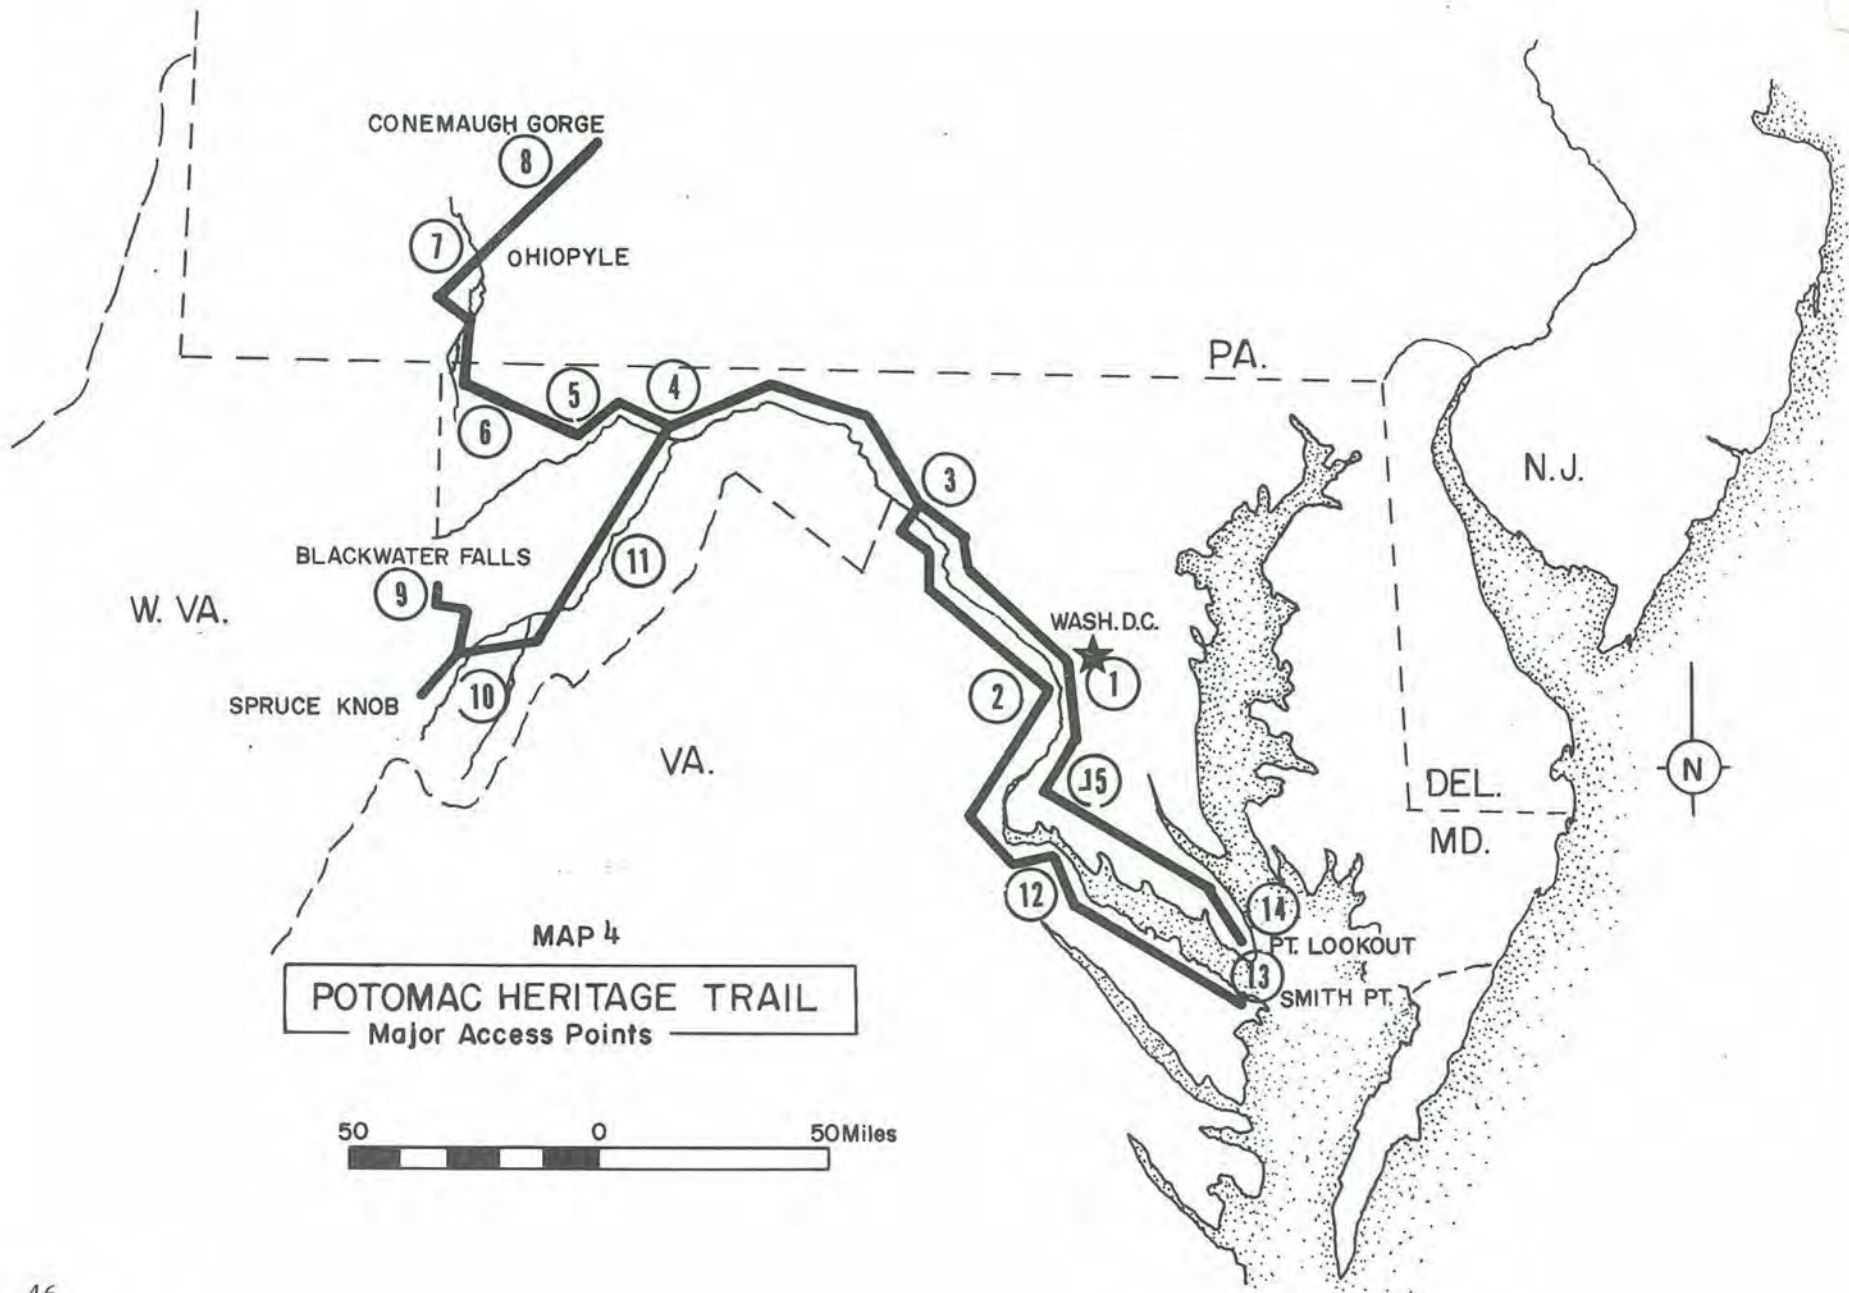 CONEMAUGH GORGE
8
7
OHIOPYLE
PA.
4
5
6
3
N.J.
11
BLACKWATER FALLS
9
W. VA.
WASH. D.C.
1
2
10
SPRUCE KNOB
VA.
15
N
DEL.
MD.
12
14
MAP 4
PT. LOOKOUT
13
SMITH PT.
POTOMAC HERITAGE TRAIL
Major Access Points
50 0 50 Miles